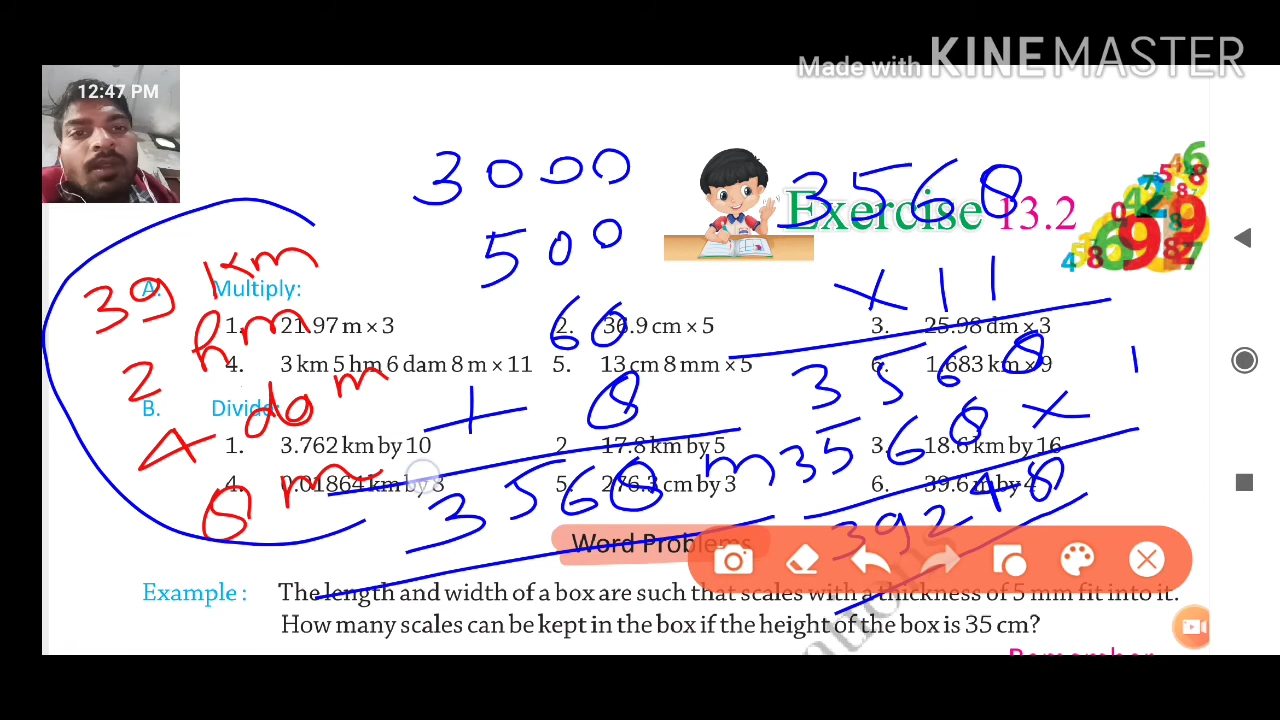 Made with KINEMASTER
12:47 PM
3000
500
60
+ 8
3568 m
3568
× 11
3568
3568×
39248
1
39 km
2 hm
4 dam
8 m
Exercise 13.2
A. Multiply:
1. 21.97 m × 3 2. 36.9 cm × 5 3. 25.98 dm × 3
4. 3 km 5 hm 6 dam 8 m × 11 5. 13 cm 8 mm × 5 6. 1.683 km × 9
B. Divide:
1. 3.762 km by 10 2. 17.8 km by 5 3. 18.6 km by 16
4. 0.01864 km by 3 5. 276.3 cm by 3 6. 39.6 m by 4
Word Problems
Example : The length and width of a box are such that scales with a thickness of 5 mm fit into it.
How many scales can be kept in the box if the height of the box is 35 cm?
Remember